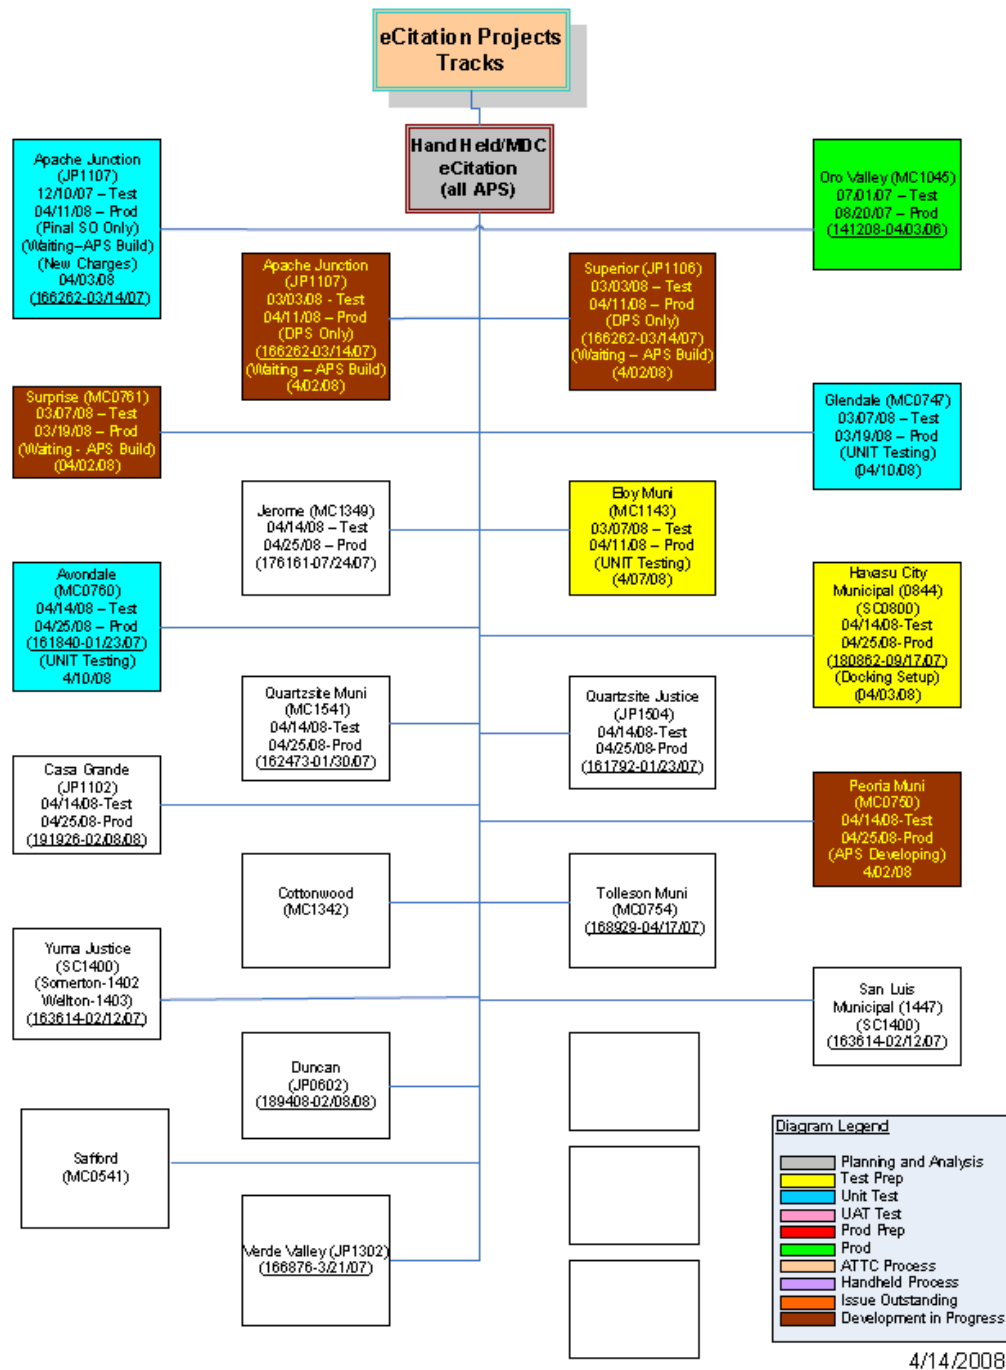 eCitation Projects
Tracks
Hand Held/MDC
eCitation
(all APS)
Apache Junction
(JP1107)
12/10/07 – Test
04/11/08 – Prod
(Pinal SO Only)
(Waiting–APS Build)
(New Charges)
04/03/08
(166262-03/14/07)
Oro Valley (MC1045)
07/01/07 – Test
08/20/07 – Prod
(141208-04/03/06)
Apache Junction
(JP1107)
03/03/08 - Test
04/11/08 – Prod
(DPS Only)
(166262-03/14/07)
(Waiting – APS Build)
(4/02/08)
Superior (JP1106)
03/03/08 – Test
04/11/08 – Prod
(DPS Only)
(166262-03/14/07)
(Waiting – APS Build)
(4/02/08)
Surprise (MC0761)
03/07/08 – Test
03/19/08 – Prod
(Waiting - APS Build)
(04/02/08)
Glendale (MC0747)
03/07/08 – Test
03/19/08 – Prod
(UNIT Testing)
(04/10/08)
Jerome (MC1349)
04/14/08 – Test
04/25/08 – Prod
(176161-07/24/07)
Eloy Muni
(MC1143)
03/07/08 – Test
04/11/08 – Prod
(UNIT Testing)
(4/07/08)
Avondale
(MC0760)
04/14/08 – Test
04/25/08 – Prod
(161840-01/23/07)
(UNIT Testing)
4/10/08
Havasu City
Municipal (0844)
(SC0800)
04/14/08-Test
04/25/08-Prod
(180862-09/17/07)
(Docking Setup)
(04/03/08)
Quartzsite Muni
(MC1541)
04/14/08-Test
04/25/08-Prod
(162473-01/30/07)
Quartzsite Justice
(JP1504)
04/14/08-Test
04/25/08-Prod
(161792-01/23/07)
Casa Grande
(JP1102)
04/14/08-Test
04/25/08-Prod
(191926-02/08/08)
Peoria Muni
(MC0750)
04/14/08-Test
04/25/08-Prod
(APS Developing)
4/02/08
Cottonwood
(MC1342)
Tolleson Muni
(MC0754)
(168929-04/17/07)
Yuma Justice
(SC1400)
(Somerton-1402
Wellton-1403)
(163614-02/12/07)
San Luis
Municipal (1447)
(SC1400)
(163614-02/12/07)
Duncan
(JP0602)
(189408-02/08/08)
Safford
(MC0541)
Verde Valley (JP1302)
(166876-3/21/07)
Diagram Legend
Planning and Analysis
Test Prep
Unit Test
UAT Test
Prod Prep
Prod
ATTC Process
Handheld Process
Issue Outstanding
Development in Progress
4/14/2008